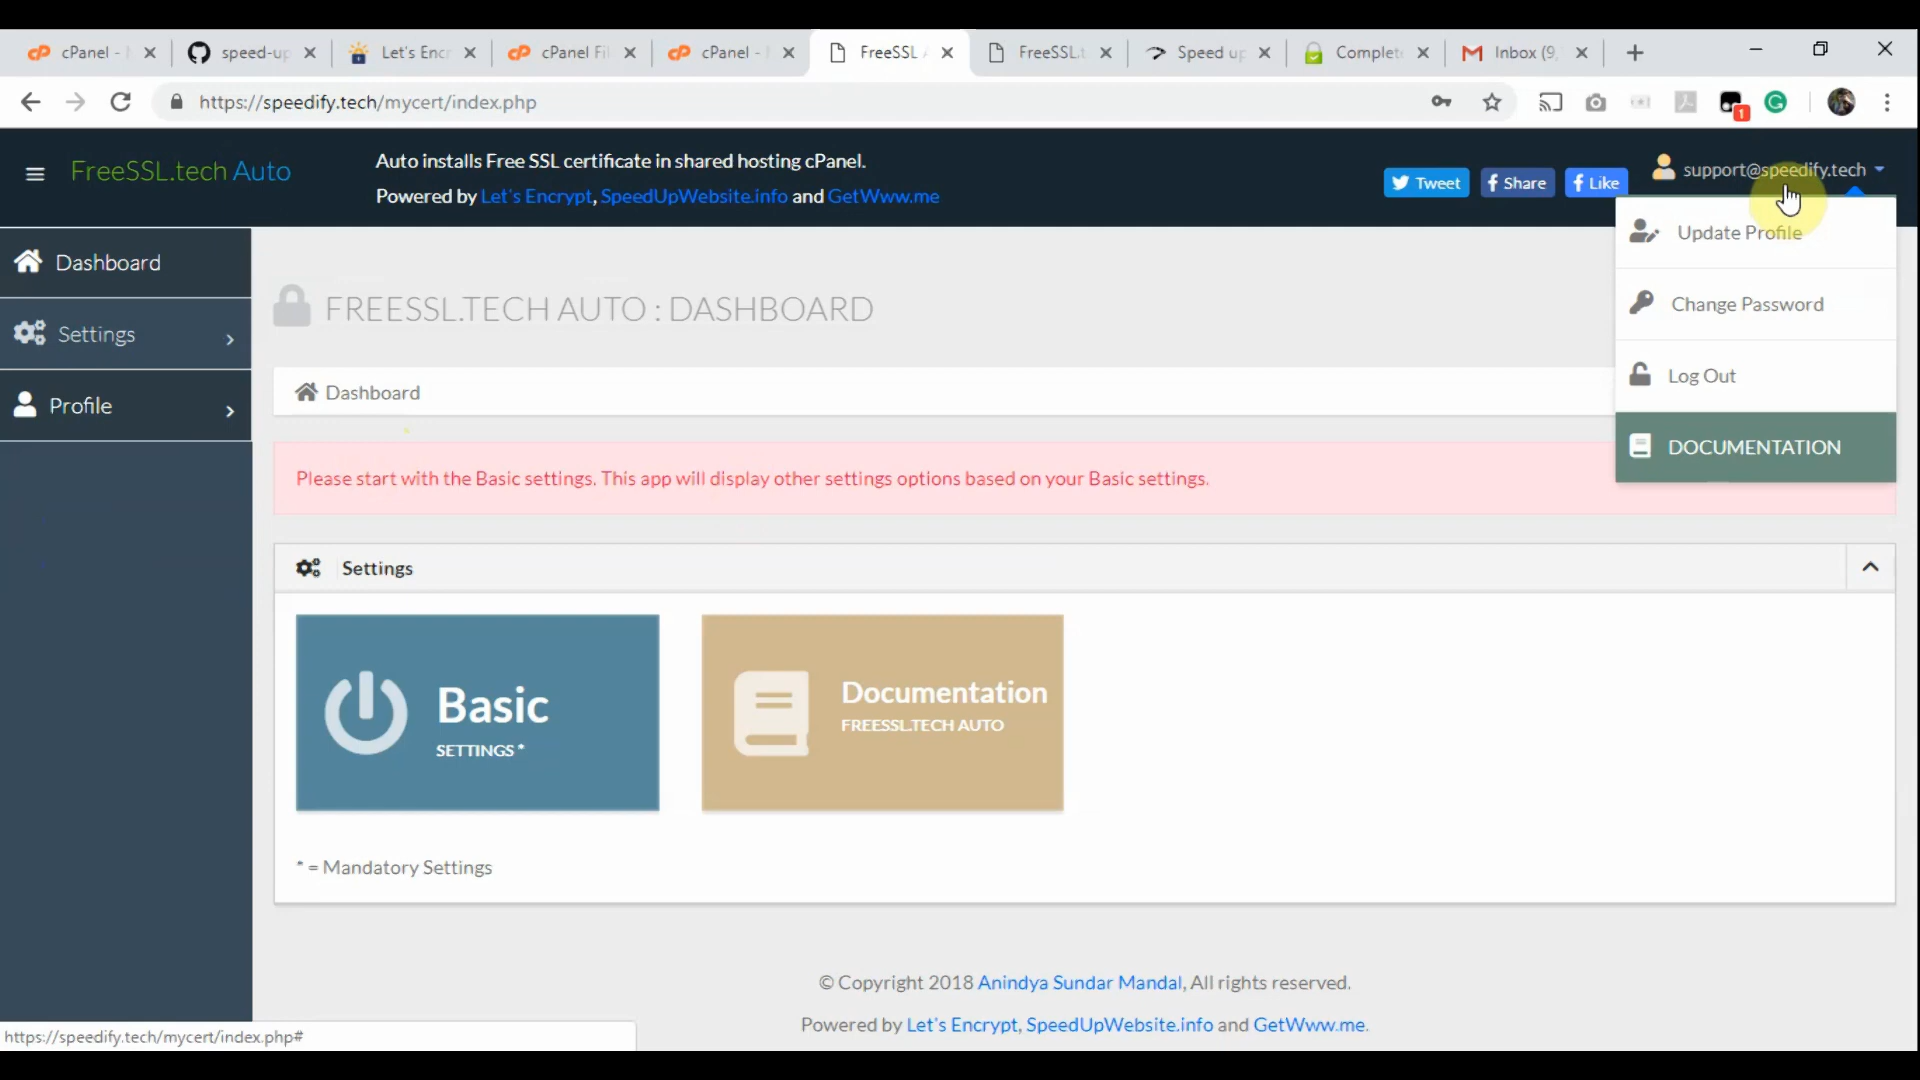 cPanel -
speed-up
Let's Encr
cPanel Fi
cPanel -
FreeSSL
FreeSSL.t
Speed up
Complet
Inbox (9,
https://speedify.tech/mycert/index.php
1
FreeSSL.tech Auto
Auto installs Free SSL certificate in shared hosting cPanel.
Powered by Let's Encrypt, SpeedUpWebsite.info and GetWww.me
Tweet
Share
Like
support@speedify.tech
Update Profile
Change Password
Log Out
DOCUMENTATION
Dashboard
Settings
Profile
FREESSL.TECH AUTO : DASHBOARD
Dashboard
Please start with the Basic settings. This app will display other settings options based on your Basic settings.
Settings
Basic
SETTINGS *
Documentation
FREESSL.TECH AUTO
* = Mandatory Settings
© Copyright 2018 Anindya Sundar Mandal, All rights reserved.
Powered by Let's Encrypt, SpeedUpWebsite.info and GetWww.me.
https://speedify.tech/mycert/index.php#